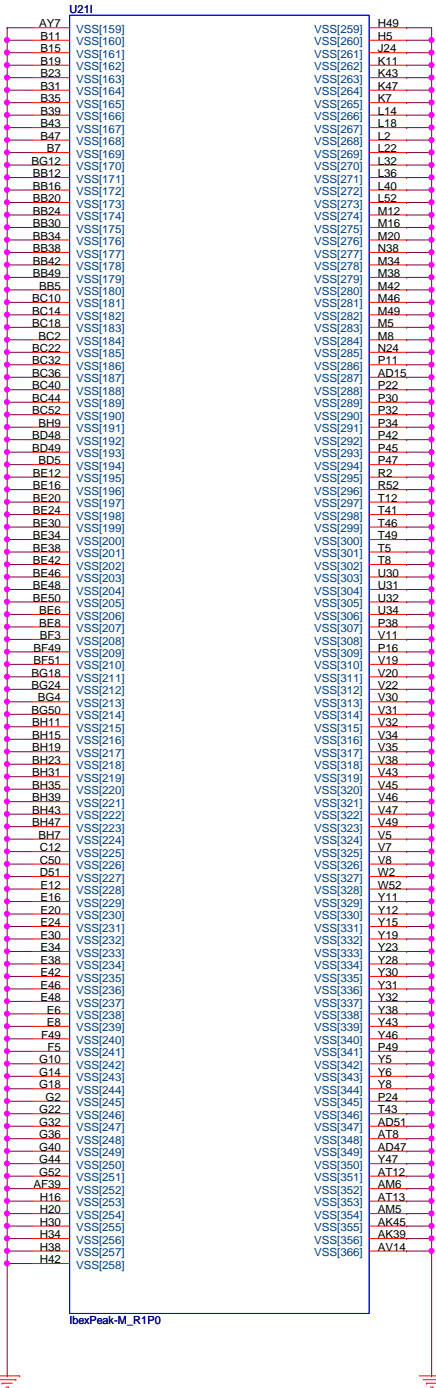 U21I
AY7 VSS[159] VSS[259] H49
B11 VSS[160] VSS[260] H5
B15 VSS[161] VSS[261] J24
B19 VSS[162] VSS[262] K11
B23 VSS[163] VSS[263] K43
B31 VSS[164] VSS[264] K47
B35 VSS[165] VSS[265] K7
B39 VSS[166] VSS[266] L14
B43 VSS[167] VSS[267] L18
B47 VSS[168] VSS[268] L2
B7 VSS[169] VSS[269] L22
BG12 VSS[170] VSS[270] L32
BB12 VSS[171] VSS[271] L36
BB16 VSS[172] VSS[272] L40
BB20 VSS[173] VSS[273] L52
BB24 VSS[174] VSS[274] M12
BB30 VSS[175] VSS[275] M16
BB34 VSS[176] VSS[276] M20
BB38 VSS[177] VSS[277] N38
BB42 VSS[178] VSS[278] M34
BB49 VSS[179] VSS[279] M38
BB5 VSS[180] VSS[280] M42
BC10 VSS[181] VSS[281] M46
BC14 VSS[182] VSS[282] M49
BC18 VSS[183] VSS[283] M5
BC2 VSS[184] VSS[284] M8
BC22 VSS[185] VSS[285] N24
BC32 VSS[186] VSS[286] P11
BC36 VSS[187] VSS[287] AD15
BC40 VSS[188] VSS[288] P22
BC44 VSS[189] VSS[289] P30
BC52 VSS[190] VSS[290] P32
BH9 VSS[191] VSS[291] P34
BD48 VSS[192] VSS[292] P42
BD49 VSS[193] VSS[293] P45
BD5 VSS[194] VSS[294] P47
BE12 VSS[195] VSS[295] R2
BE16 VSS[196] VSS[296] R52
BE20 VSS[197] VSS[297] T12
BE24 VSS[198] VSS[298] T41
BE30 VSS[199] VSS[299] T46
BE34 VSS[200] VSS[300] T49
BE38 VSS[201] VSS[301] T5
BE42 VSS[202] VSS[302] T8
BE46 VSS[203] VSS[303] U30
BE48 VSS[204] VSS[304] U31
BE50 VSS[205] VSS[305] U32
BE6 VSS[206] VSS[306] U34
BE8 VSS[207] VSS[307] P38
BF3 VSS[208] VSS[308] V11
BF49 VSS[209] VSS[309] P16
BF51 VSS[210] VSS[310] V19
BG18 VSS[211] VSS[311] V20
BG24 VSS[212] VSS[312] V22
BG4 VSS[213] VSS[313] V30
BG50 VSS[214] VSS[314] V31
BH11 VSS[215] VSS[315] V32
BH15 VSS[216] VSS[316] V34
BH19 VSS[217] VSS[317] V35
BH23 VSS[218] VSS[318] V38
BH31 VSS[219] VSS[319] V43
BH35 VSS[220] VSS[320] V45
BH39 VSS[221] VSS[321] V46
BH43 VSS[222] VSS[322] V47
BH47 VSS[223] VSS[323] V49
BH7 VSS[224] VSS[324] V5
C12 VSS[225] VSS[325] V7
C50 VSS[226] VSS[326] V8
D51 VSS[227] VSS[327] W2
E12 VSS[228] VSS[328] W52
E16 VSS[229] VSS[329] Y11
E20 VSS[230] VSS[330] Y12
E24 VSS[231] VSS[331] Y15
E30 VSS[232] VSS[332] Y19
E34 VSS[233] VSS[333] Y23
E38 VSS[234] VSS[334] Y28
E42 VSS[235] VSS[335] Y30
E46 VSS[236] VSS[336] Y31
E48 VSS[237] VSS[337] Y32
E6 VSS[238] VSS[338] Y38
E8 VSS[239] VSS[339] Y43
F49 VSS[240] VSS[340] Y46
F5 VSS[241] VSS[341] P49
G10 VSS[242] VSS[342] Y5
G14 VSS[243] VSS[343] Y6
G18 VSS[244] VSS[344] Y8
G2 VSS[245] VSS[345] P24
G22 VSS[246] VSS[346] T43
G32 VSS[247] VSS[347] AD51
G36 VSS[248] VSS[348] AT8
G40 VSS[249] VSS[349] AD47
G44 VSS[250] VSS[350] Y47
G52 VSS[251] VSS[351] AT12
AF39 VSS[252] VSS[352] AM6
H16 VSS[253] VSS[353] AT13
H20 VSS[254] VSS[354] AM5
H30 VSS[255] VSS[355] AK45
H34 VSS[256] VSS[356] AK39
H38 VSS[257] VSS[366] AV14
H42 VSS[258]
IbexPeak-M_R1P0